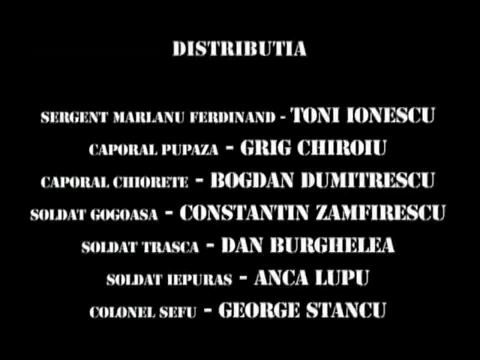 DISTRIBUTIA
SERGENT MARLANU FERDINAND - TONI IONESCU
CAPORAL PUPAZA - GRIG CHIROIU
CAPORAL CHIORETE - BOGDAN DUMITRESCU
SOLDAT GOGOASA - CONSTANTIN ZAMFIRESCU
SOLDAT TRASCA - DAN BURGHELEA
SOLDAT IEPURAS - ANCA LUPU
COLONEL SEFU - GEORGE STANCU